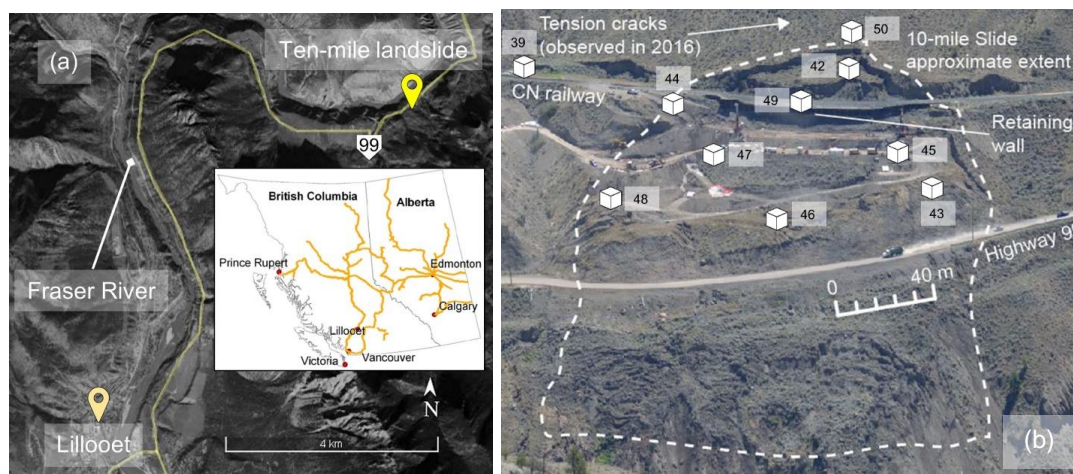 (a)
Ten-mile landslide
99
British Columbia
Alberta
Prince Rupert
Edmonton
Calgary
Lillooet
Vancouver
Victoria
Fraser River
N
4 km
Lillooet
Tension cracks
(observed in 2016)
50
10-mile Slide
approximate extent
39
42
44
CN railway
49
Retaining
wall
47
45
48
46
43
Highway 99
0
40 m
(b)